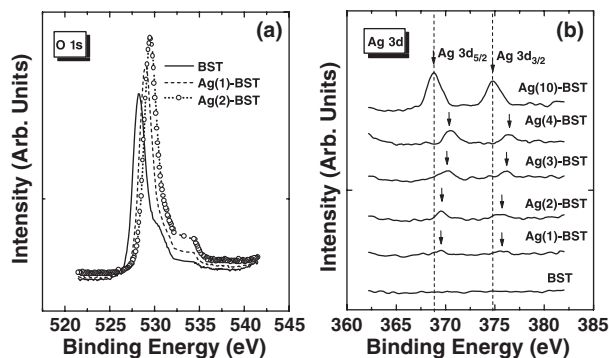 O 1s
(a)
BST
Ag(1)-BST
Ag(2)-BST
Intensity (Arb. Units)
520 525 530 535 540 545
Binding Energy (eV)
Ag 3d
(b)
Ag 3d5/2 Ag 3d3/2
Ag(10)-BST
Ag(4)-BST
Ag(3)-BST
Ag(2)-BST
Ag(1)-BST
BST
Intensity (Arb. Units)
360 365 370 375 380 385
Binding Energy (eV)